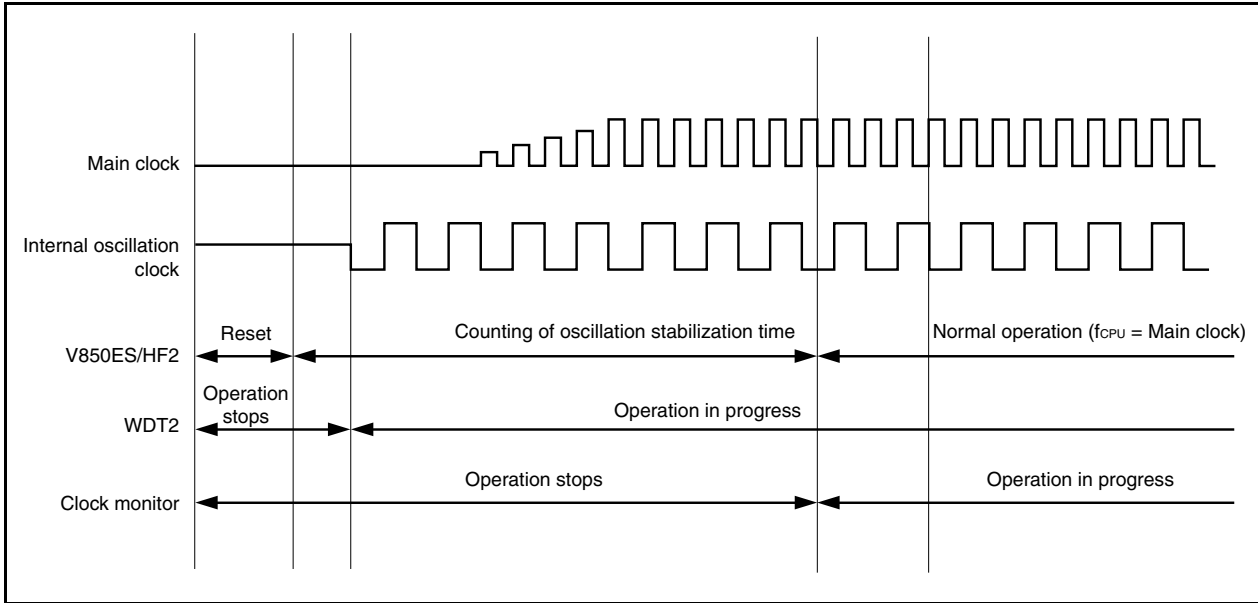 Main clock
Internal oscillation
clock
Reset
Counting of oscillation stabilization time
Normal operation (fCPU = Main clock)
V850ES/HF2
Operation
stops
Operation in progress
WDT2
Operation stops
Operation in progress
Clock monitor